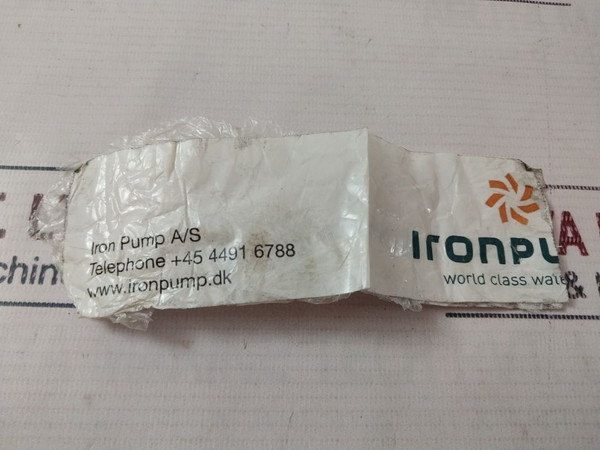 Iron Pump A/S
Telephone +45 4491 6788
www.ironpump.dk
Ironpu
world class wate